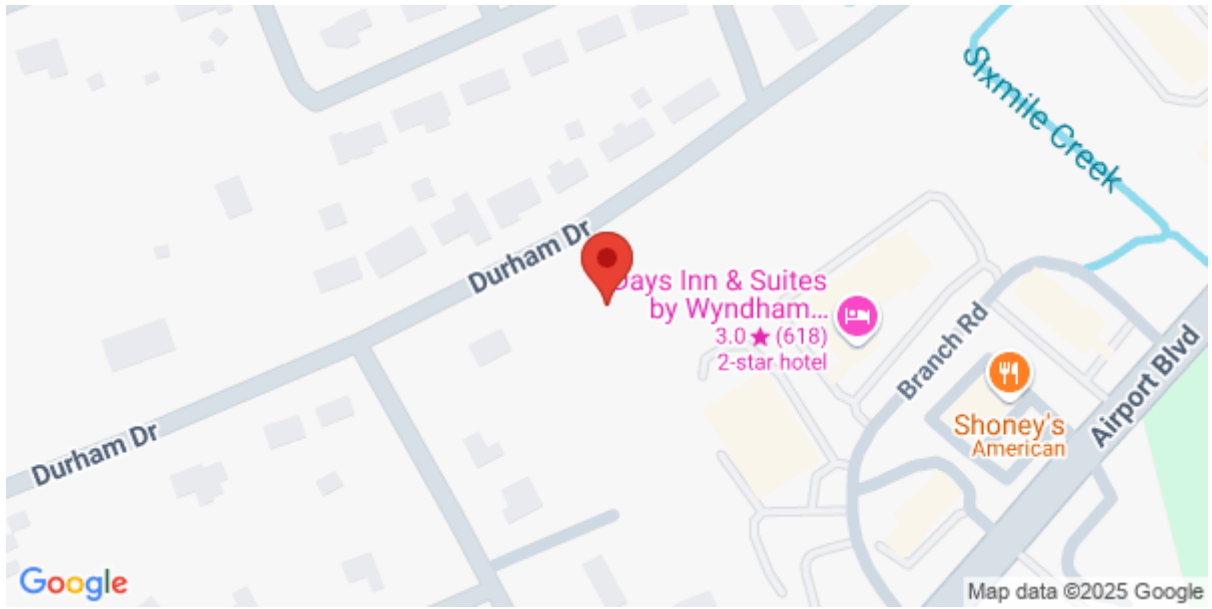 Sixmile Creek
Durham Dr
Days Inn & Suites
by Wyndham...
3.0 ★ (618)
2-star hotel
Branch Rd
Airport Blvd
Shoney's
American
Durham Dr
Google
Map data ©2025 Google